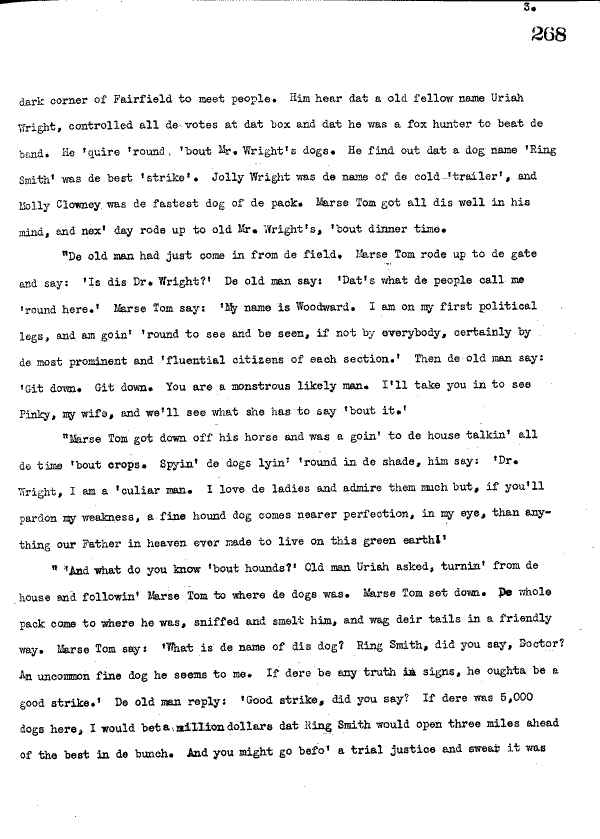 3.
268
dark corner of Fairfield to meet people. Him hear dat a old fellow name Uriah
Wright, controlled all de votes at dat box and dat he was a fox hunter to beat de
band. He 'quire 'round, 'bout Mr. Wright's dogs. He find out dat a dog name 'Ring
Smith' was de best 'strike'. Jolly Wright was de name of de cold 'trailer', and
Molly Clowney was de fastest dog of de pack. Marse Tom got all dis well in his
mind, and nex' day rode up to old Mr. Wright's, 'bout dinner time.
"De old man had just come in from de field. Marse Tom rode up to de gate
and say: 'Is dis Dr. Wright?' De old man say: 'Dat's what de people call me
'round here.' Marse Tom say: 'My name is Woodward. I am on my first political
legs, and am goin' 'round to see and be seen, if not by everybody, certainly by
de most prominent and 'fluential citizens of each section.' Then de old man say:
'Git down. Git down. You are a monstrous likely man. I'll take you in to see
Pinky, my wife, and we'll see what she has to say 'bout it.'
"Marse Tom got down off his horse and was a goin' to de house talkin' all
de time 'bout crops. Spyin' de dogs lyin' 'round in de shade, him say: 'Dr.
Wright, I am a 'culiar man. I love de ladies and admire them much but, if you'll
pardon my weakness, a fine hound dog comes nearer perfection, in my eye, than any-
thing our Father in heaven ever made to live on this green earth!'
" 'And what do you know 'bout hounds?' Old man Uriah asked, turnin' from de
house and followin' Marse Tom to where de dogs was. Marse Tom set down. De whole
pack come to where he was, sniffed and smelt him, and wag deir tails in a friendly
way. Marse Tom say: 'What is de name of dis dog? Ring Smith, did you say, Doctor?
An uncommon fine dog he seems to me. If dere be any truth in signs, he oughta be a
good strike.' De old man reply: 'Good strike, did you say? If dere was 5,000
dogs here, I would bet a million dollars dat Ring Smith would open three miles ahead
of the best in de bunch. And you might go befo' a trial justice and swear it was